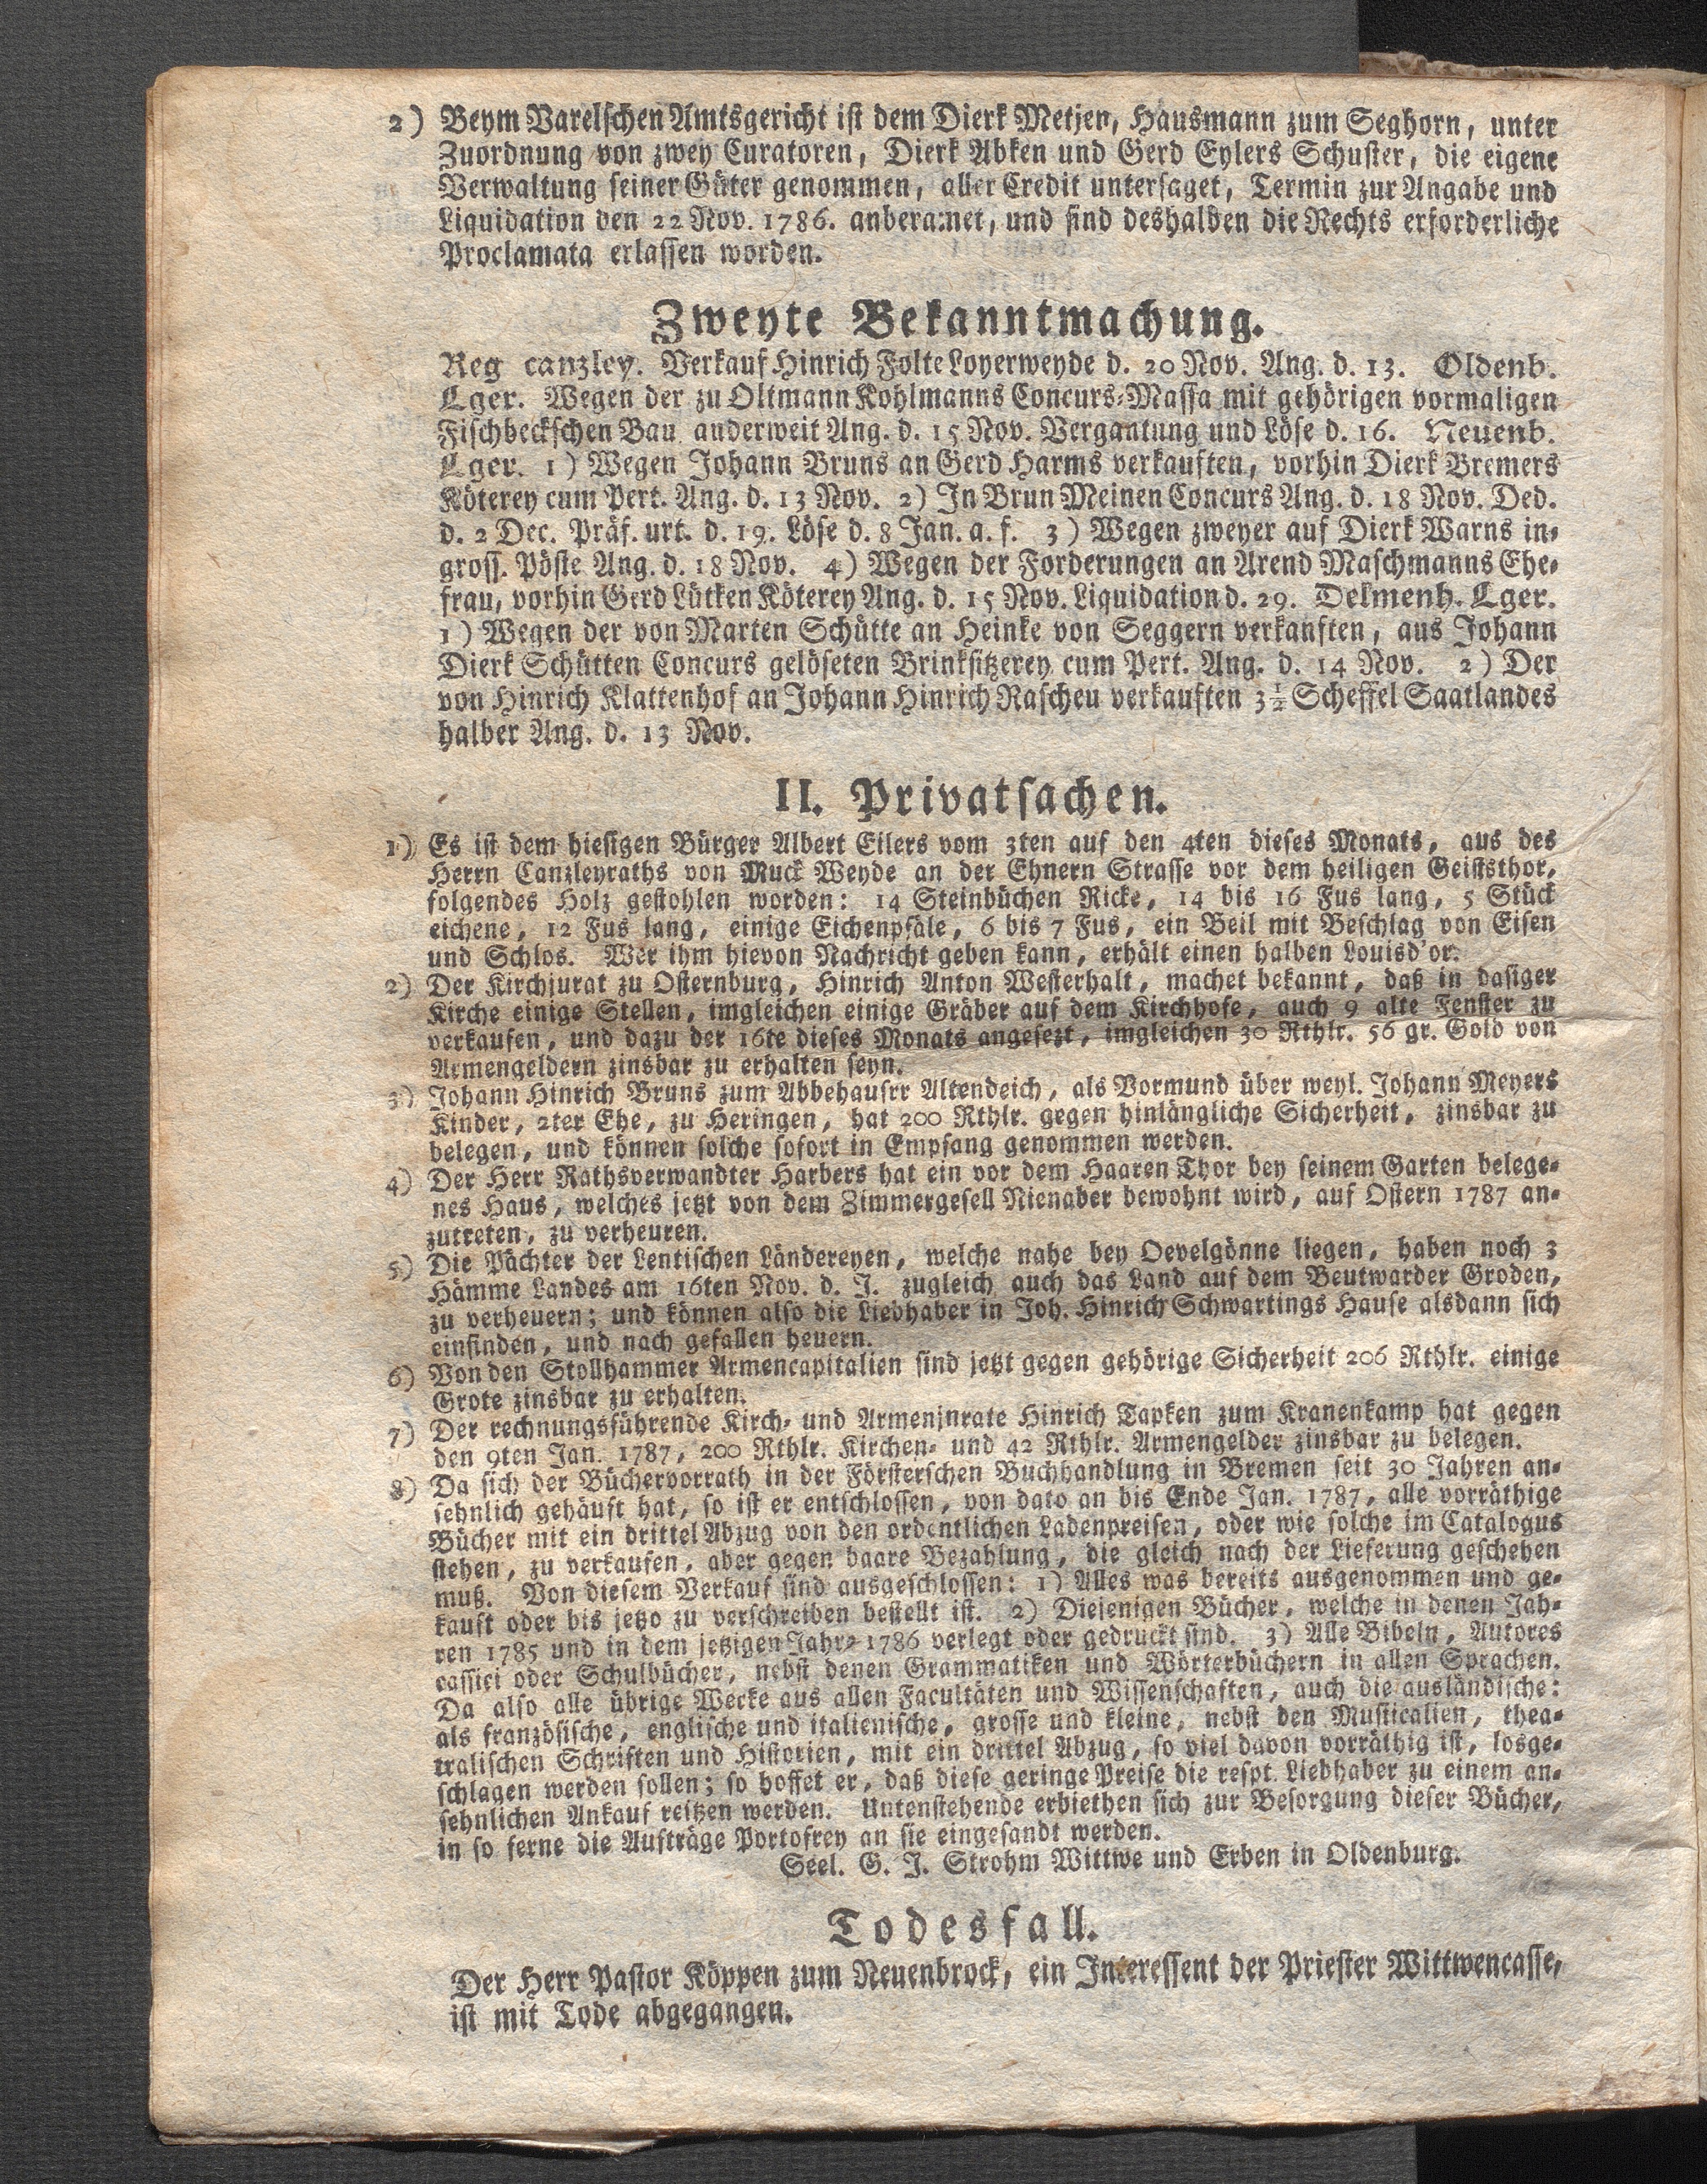 2) Beym Varelschen Amtsgericht ist dem Dierk Metjen, Hausmann zum Seghorn, unter
Zuordnung von zwey Curatoren, Dierk Abken und Gerd Eylers Schuster, die eigene
Verwaltung seiner Güter genommen, aller Credit untersaget, Termin zur Angabe und
Liquidation den 22 Nov. 1786. anberamet, und sind deshalben die Rechts erforderliche
Proclamata erlassen worden.
Zweyte Bekanntmachung.
Reg canzley. Verkauf Hinrich Folte Loyerweyde d. 20 Nov. Ang. d. 13. Oldenb.
Lger. Wegen der zu Oltmann Kohlmanns Concurs-Massa mit gehörigen vormaligen
Fischbeckschen Bau anderweit Ang. d. 15 Nov. Vergantung und Löse d. 16. Neuenb.
Lger. 1) Wegen Johann Bruns an Gerd Harms verkauften, vorhin Dierk Bremers
Köterey cum Pert. Ang. d. 13 Nov. 2) In Brun Meinen Concurs Ang. d. 18 Nov. Ded.
d. 2 Dec. Präf. urt. d. 19. Löse d. 8 Jan. a. f. 3) Wegen zweyer auf Dierk Warns in-
gross. Pöste Ang. d. 18 Nov. 4) Wegen der Forderungen an Arend Maschmanns Ehe-
frau, vorhin Gerd Lütken Köterey Ang. d. 15 Nov. Liquidation d. 29. Delmenh. Lger.
1) Wegen der von Marten Schütte an Heinke von Seggern verkauften, aus Johann
Dierk Schütten Concurs gelöseten Brinksitzerey cum Pert. Ang. d. 14 Nov. 2) Der
von Hinrich Klattenhof an Johann Hinrich Rascheu verkauften 3½ Scheffel Saatlandes
halber Ang. d. 13 Nov.
II. Privatsachen.
1) Es ist dem hiesigen Bürger Albert Eilers vom 3ten auf den 4ten dieses Monats, aus des
Herrn Canzleyraths von Muck Weyde an der Ehnern Strasse vor dem heiligen Geiststhor,
folgendes Holz gestohlen worden: 14 Steinbüchen Ricke, 14 bis 16 Fus lang, 5 Stück
eichene, 12 Fus lang, einige Eichenpfäle, 6 bis 7 Fus, ein Beil mit Beschlag von Eisen
und Schlos. Wer ihm hievon Nachricht geben kann, erhält einen halben Louisd'or.
2) Der Kirchjurat zu Osternburg, Hinrich Anton Westerhalt, machet bekannt, daß in dasiger
Kirche einige Stellen, imgleichen einige Gräber auf dem Kirchhofe, auch 9 alte Fenster zu
verkaufen, und dazu der 16te dieses Monats angesezt, imgleichen 30 Rthlr. 56 gr. Gold von
Armengeldern zinsbar zu erhalten seyn.
3) Johann Hinrich Bruns zum Abbehauser Altendeich, als Vormund über weyl. Johann Meyers
Kinder, 2ter Ehe, zu Heringen, hat 200 Rthlr. gegen hinlängliche Sicherheit, zinsbar zu
belegen, und können solche sofort in Empfang genommen werden.
4) Der Herr Rathsverwandter Harbers hat ein vor dem Haaren Thor bey seinem Garten belege-
nes Haus, welches jetzt von dem Zimmergesell Nienaber bewohnt wird, auf Ostern 1787 an-
zutreten, zu verheuren.
5) Die Pächter der Lentischen Ländereyen, welche nahe bey Oevelgönne liegen, haben noch 3
Hämme Landes am 16ten Nov. d. J. zugleich auch das Land auf dem Beutwarder Groden,
zu verheuern; und können also die Liebhaber in Joh. Hinrich Schwartings Hause alsdann sich
einfinden, und nach gefallen heuern.
6) Von den Stollhammer Armencapitalien sind jetzt gegen gehörige Sicherheit 206 Rthlr. einige
Grote zinsbar zu erhalten.
7) Der rechnungsführende Kirch- und Armenjnrate Hinrich Tapken zum Kranenkamp hat gegen
den 9ten Jan. 1787, 200 Rthlr. Kirchen- und 42 Rthlr. Armengelder zinsbar zu belegen.
8) Da sich der Büchervorrath in der Försterschen Buchhandlung in Bremen seit 30 Jahren an-
sehnlich gehäuft hat, so ist er entschlossen, von dato an bis Ende Jan. 1787, alle vorräthige
Bücher mit ein drittel Abzug von den ordentlichen Ladenpreisen, oder wie solche im Catalogus
stehen, zu verkaufen, aber gegen baare Bezahlung, die gleich nach der Lieferung geschehen
muß. Von diesem Verkauf sind ausgeschlossen: 1) Alles was bereits ausgenommen und ge-
kauft oder bis jetzo zu verschreiben bestellt ist. 2) Diejenigen Bücher, welche in denen Jah-
ren 1785 und in dem jetzigen Jahre 1786 verlegt oder gedruckt sind. 3) Alle Bibeln, Autores
cassici oder Schulbücher, nebst denen Grammatiken und Wörterbüchern in allen Sprachen.
Da also alle übrige Werke aus allen Facultäten und Wissenschaften, auch die ausländische:
als französische, englische und italienische, grosse und kleine, nebst den Musicalien, thea-
tralischen Schriften und Historien, mit ein drittel Abzug, so viel davon vorräthig ist, losge-
schlagen werden sollen; so hoffet er, daß diese geringe Preise die respt. Liebhaber zu einem an-
sehnlichen Ankauf reitzen werden. Untenstehende erbiethen sich zur Besorgung dieser Bücher,
in so ferne die Aufträge Portofrey an sie eingesandt werden.
Seel. G. J. Strohm Wittwe und Erben in Oldenburg.
Todesfall.
Der Herr Pastor Köppen zum Neuenbrock, ein Interessent der Priester Wittwencasse,
ist mit Tode abgegangen.